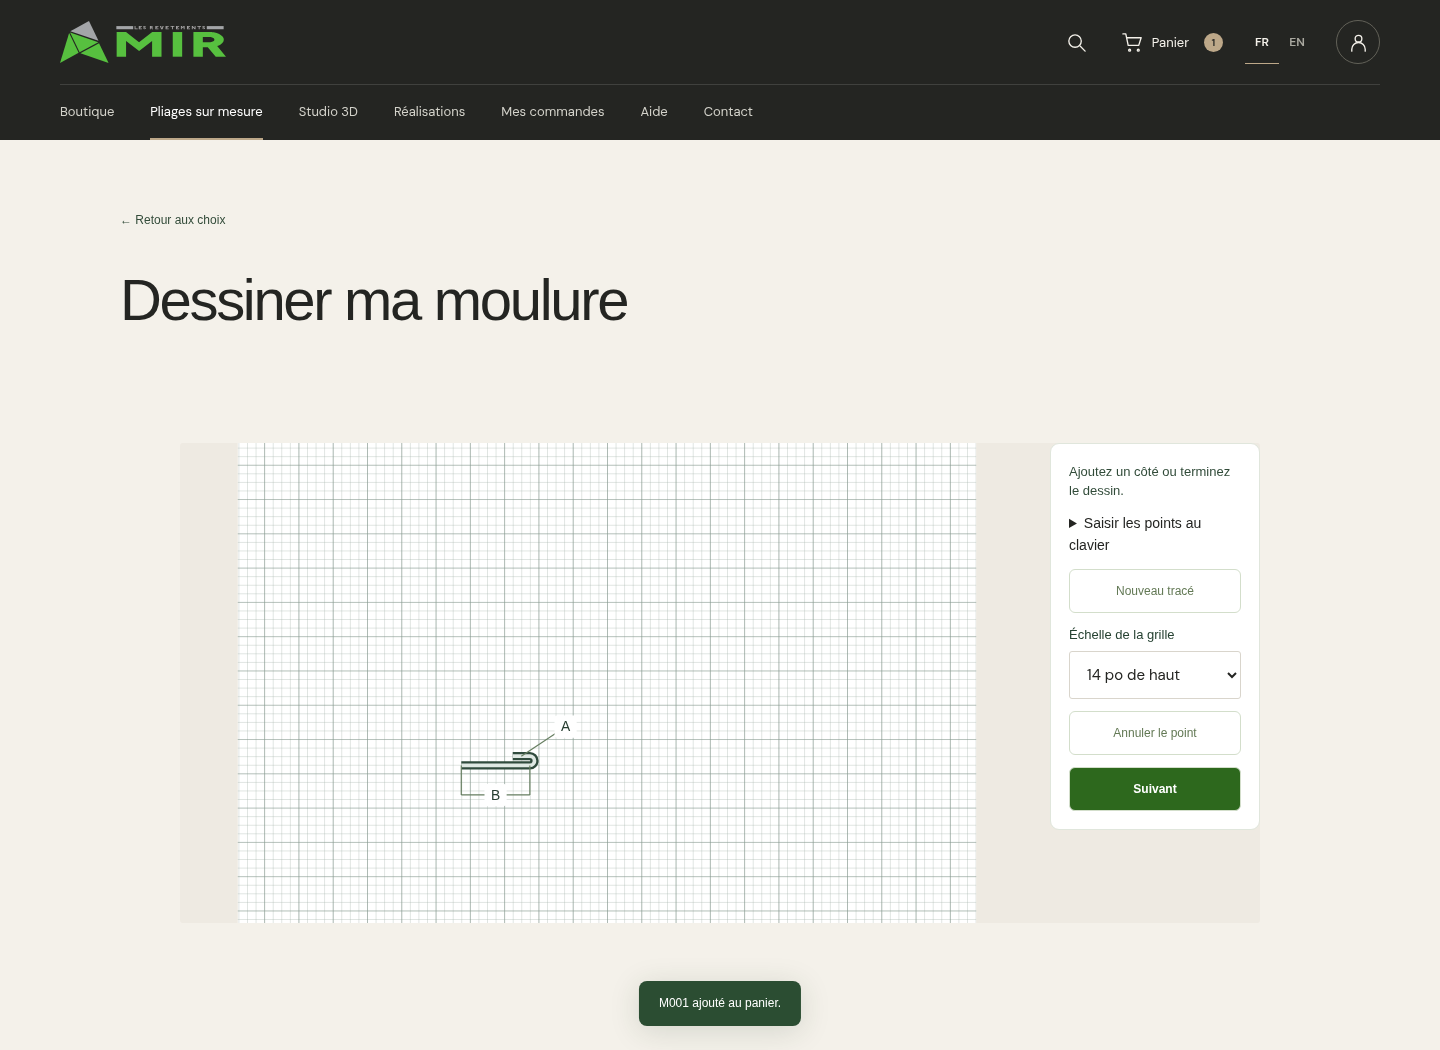 LES REVÊTEMENTS
MIR
Panier
1
FR
EN
Boutique
Pliages sur mesure
Studio 3D
Réalisations
Mes commandes
Aide
Contact
← Retour aux choix
Dessiner ma moulure
Ajoutez un côté ou terminez
le dessin.
Saisir les points au
clavier
Nouveau tracé
Échelle de la grille
14 po de haut
Annuler le point
Suivant
A
B
M001 ajouté au panier.